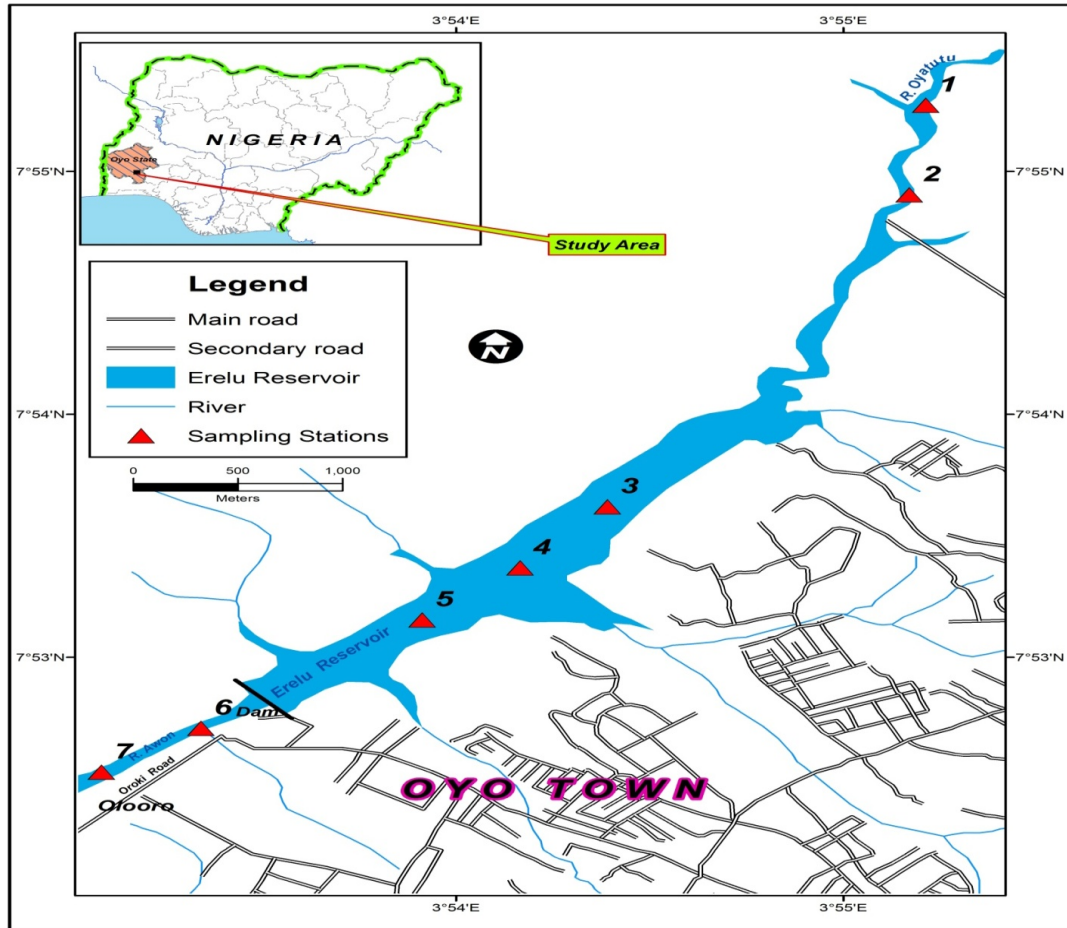 3°54'E
3°55'E
R. Oyatutu
1
NIGERIA
Oyo State
7°55'N
7°55'N
2
Study Area
Legend
Main road
Secondary road
N
Erelu Reservoir
River
7°54'N
7°54'N
Sampling Stations
0
500
1,000
Meters
3
4
5
Erelu Reservoir
7°53'N
7°53'N
6
Dam
7
R. Awon
Oroki Road
Olooro
OYO TOWN
3°54'E
3°55'E